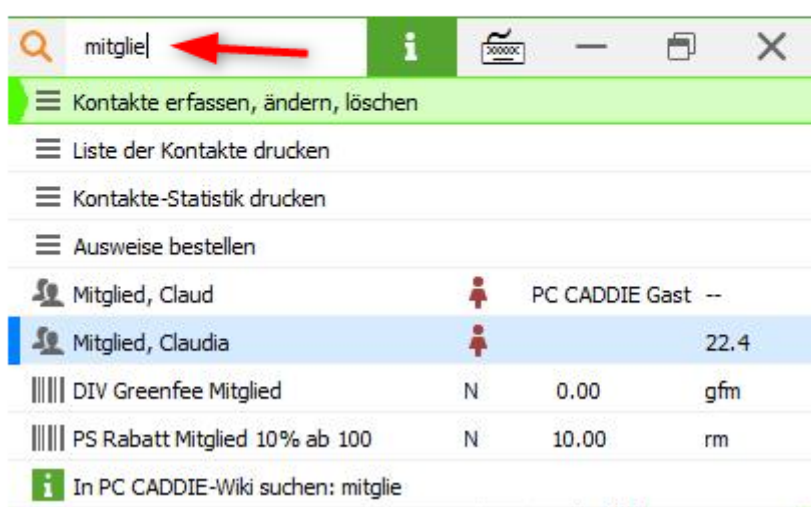 mitglie
i
Kontakte erfassen, ändern, löschen
Liste der Kontakte drucken
Kontakte-Statistik drucken
Ausweise bestellen
Mitglied, Claud PC CADDIE Gast --
Mitglied, Claudia 22.4
DIV Greenfee Mitglied N 0.00 gfm
PS Rabatt Mitglied 10% ab 100 N 10.00 rm
i In PC CADDIE-Wiki suchen: mitglie